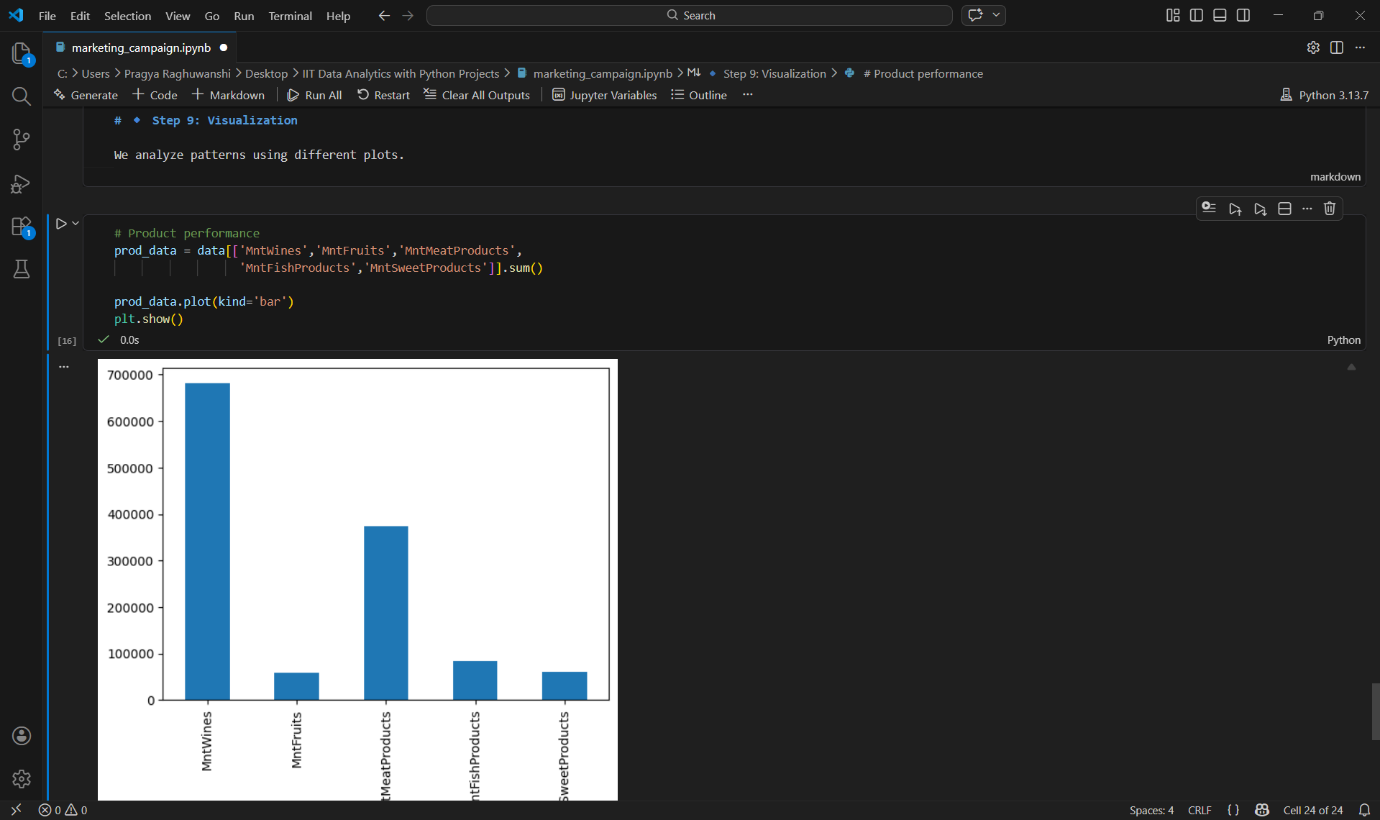 File Edit Selection View Go Run Terminal Help
Search
1
marketing_campaign.ipynb
C: > Users > Pragya Raghuwanshi > Desktop > IIT Data Analytics with Python Projects > marketing_campaign.ipynb > M↓ Step 9: Visualization > # Product performance
Generate + Code + Markdown Run All Restart Clear All Outputs Jupyter Variables Outline ... Python 3.13.7
# 🔹 Step 9: Visualization
We analyze patterns using different plots.
markdown
1
# Product performance
prod_data = data[['MntWines','MntFruits','MntMeatProducts',
'MntFishProducts','MntSweetProducts']].sum()
prod_data.plot(kind='bar')
plt.show()
[16] 0.0s Python
700000
600000
500000
400000
300000
200000
100000
0
MntWines
MntFruits
tMeatProducts
ntFishProducts
SweetProducts
0 0 Spaces: 4 CRLF { } Cell 24 of 24